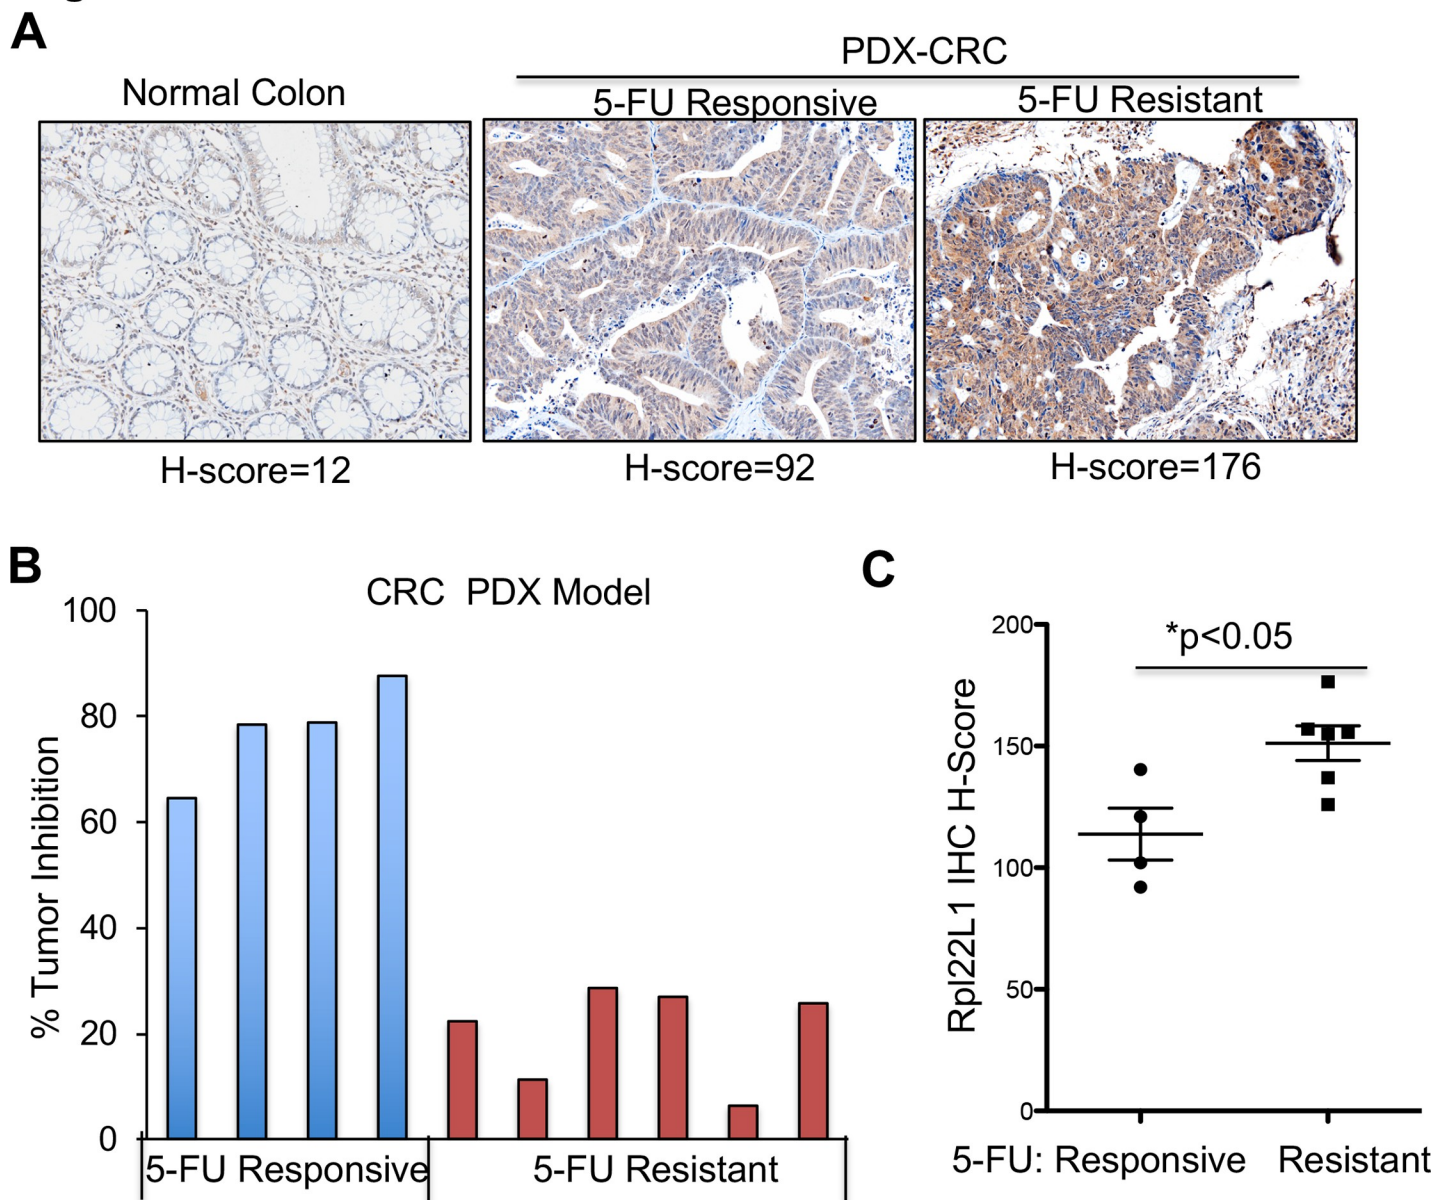 A
PDX-CRC
Normal Colon
5-FU Responsive
5-FU Resistant
H-score=12
H-score=92
H-score=176
B
CRC PDX Model
% Tumor Inhibition
100
80
60
40
20
0
5-FU Responsive
5-FU Resistant
C
*p<0.05
Rpl22L1 IHC H-Score
200
150
100
50
0
5-FU: Responsive
Resistant